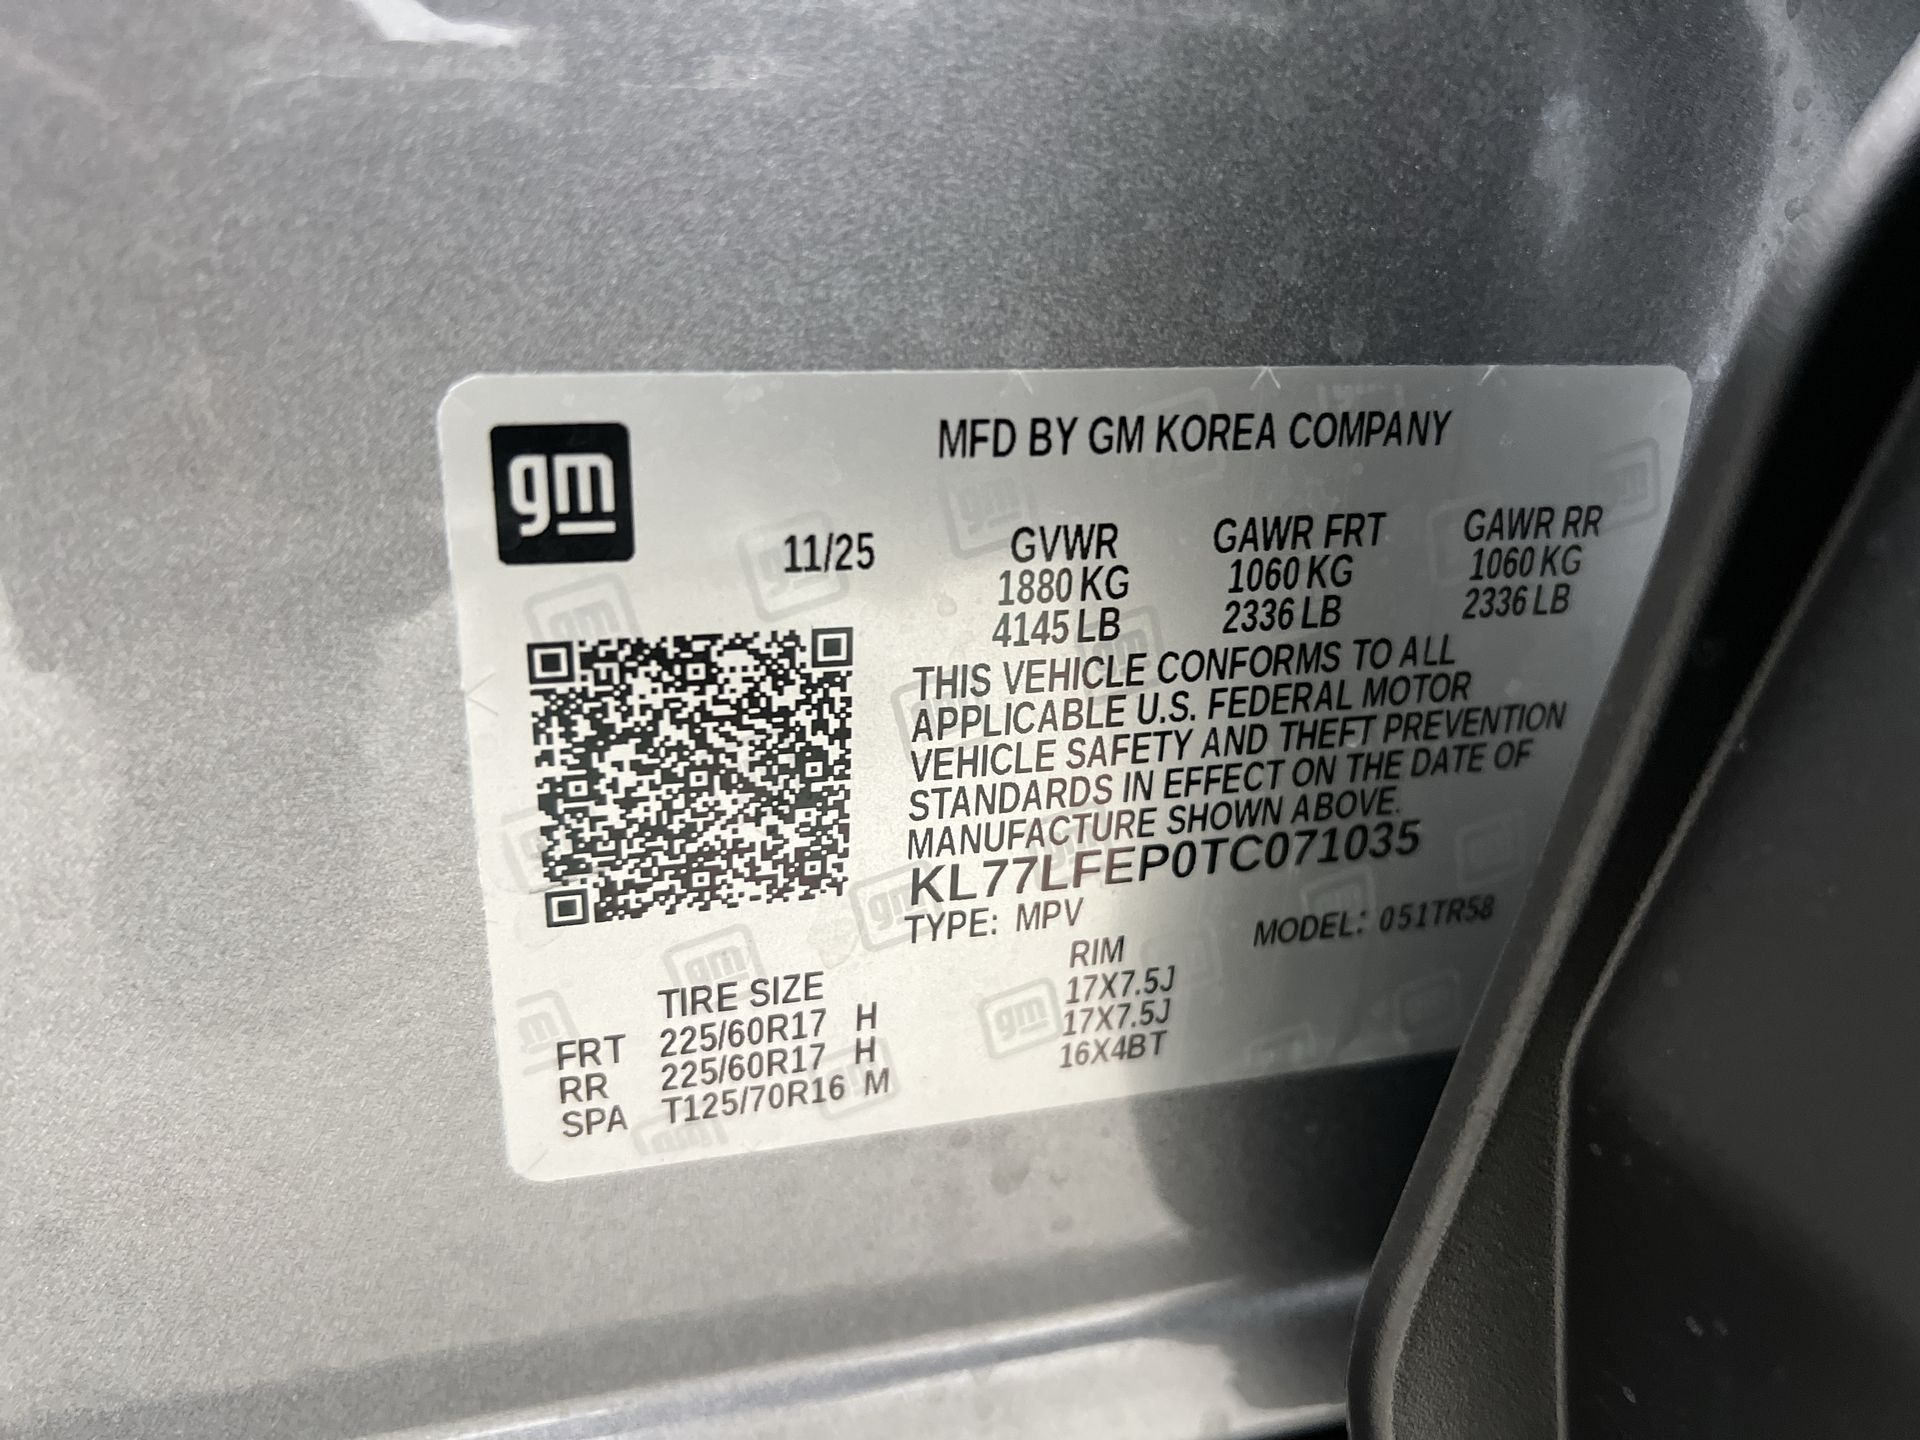 gm
MFD BY GM KOREA COMPANY
11/25 GVWR GAWR FRT GAWR RR
1880 KG 1060 KG 1060 KG
4145 LB 2336 LB 2336 LB
THIS VEHICLE CONFORMS TO ALL
APPLICABLE U.S. FEDERAL MOTOR
VEHICLE SAFETY AND THEFT PREVENTION
STANDARDS IN EFFECT ON THE DATE OF
MANUFACTURE SHOWN ABOVE.
KL77LFEP0TC071035
TYPE: MPV MODEL: 051TR58
TIRE SIZE RIM
FRT 225/60R17 H 17X7.5J
RR 225/60R17 H 17X7.5J
SPA T125/70R16 M 16X4BT